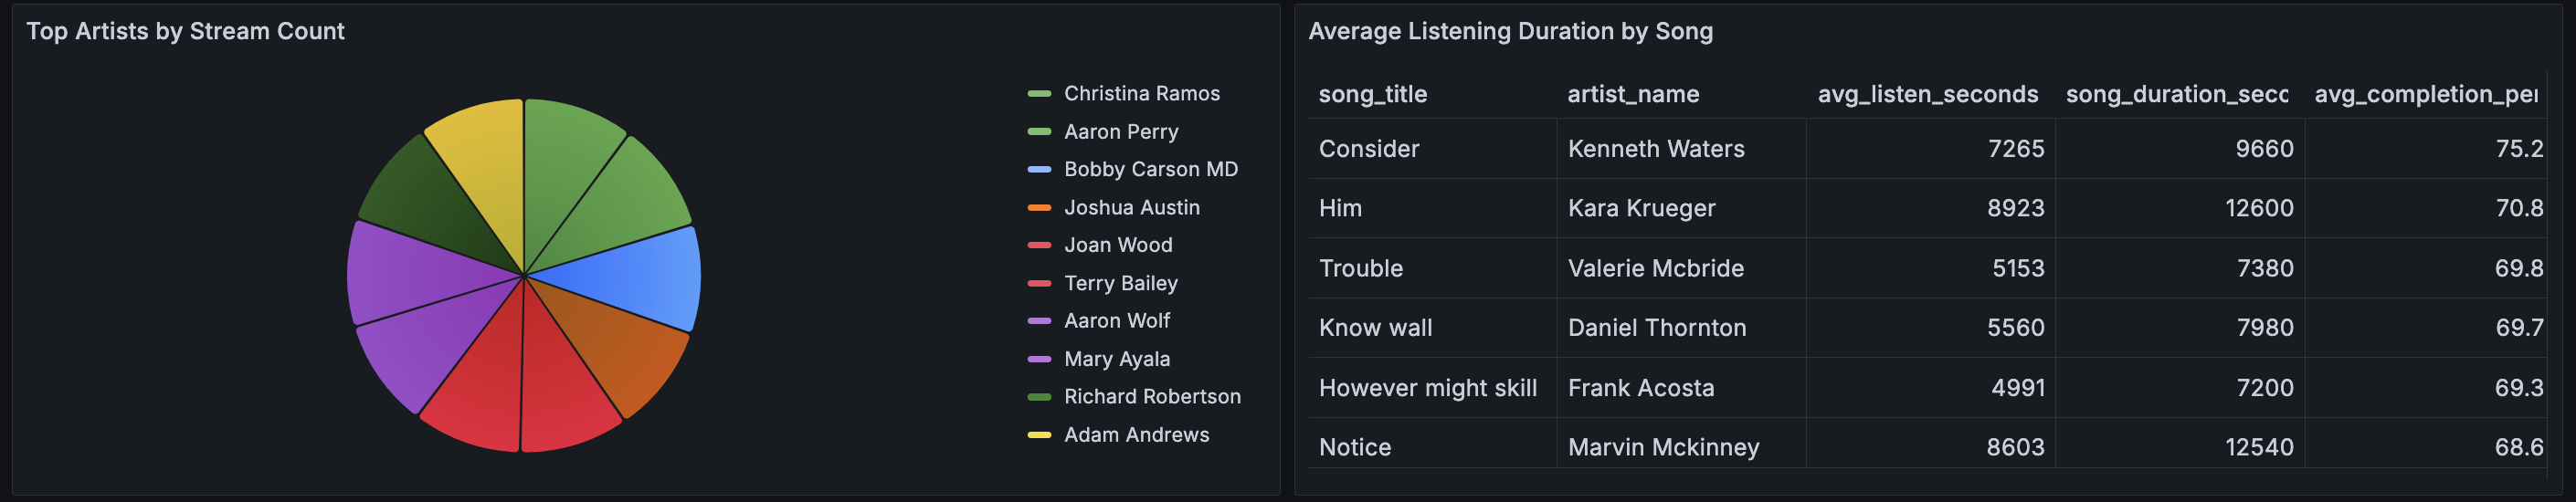 Top Artists by Stream Count
Christina Ramos
Aaron Perry
Bobby Carson MD
Joshua Austin
Joan Wood
Terry Bailey
Aaron Wolf
Mary Ayala
Richard Robertson
Adam Andrews
Average Listening Duration by Song
song_title artist_name avg_listen_seconds song_duration_secc avg_completion_per
Consider Kenneth Waters 7265 9660 75.2
Him Kara Krueger 8923 12600 70.8
Trouble Valerie Mcbride 5153 7380 69.8
Know wall Daniel Thornton 5560 7980 69.7
However might skill Frank Acosta 4991 7200 69.3
Notice Marvin Mckinney 8603 12540 68.6